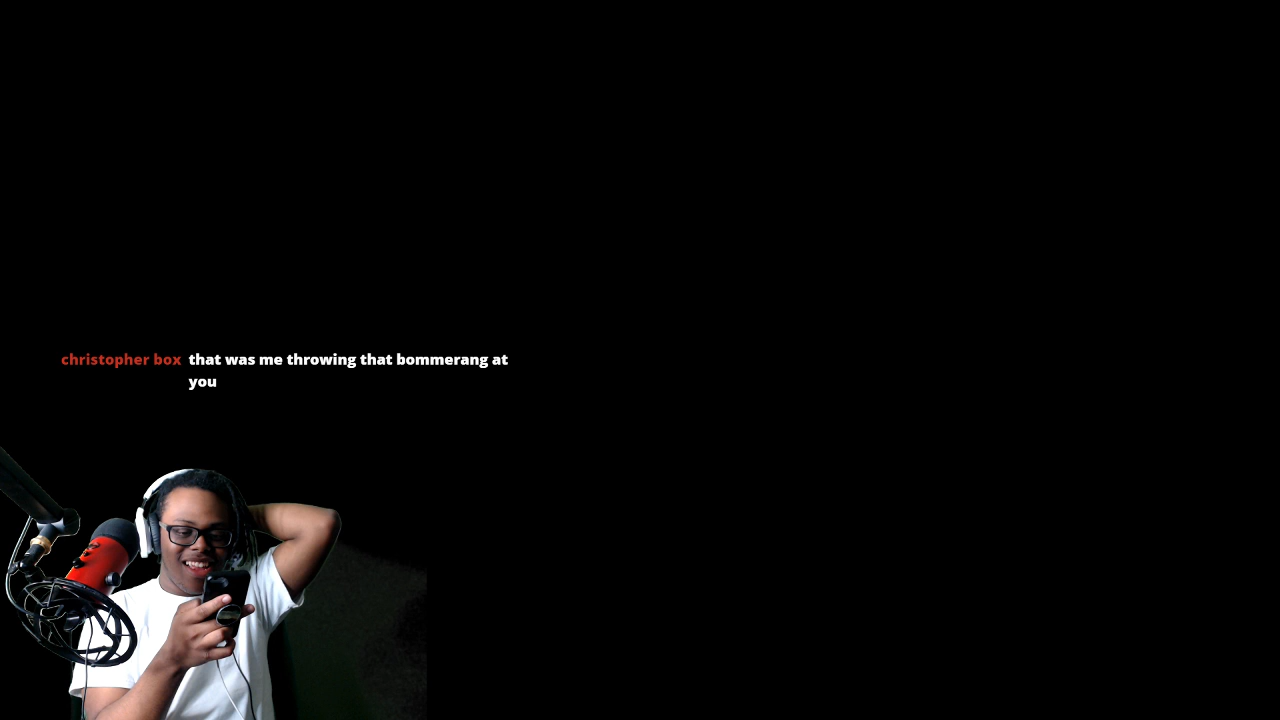 christopher box that was me throwing that bommerang at
you